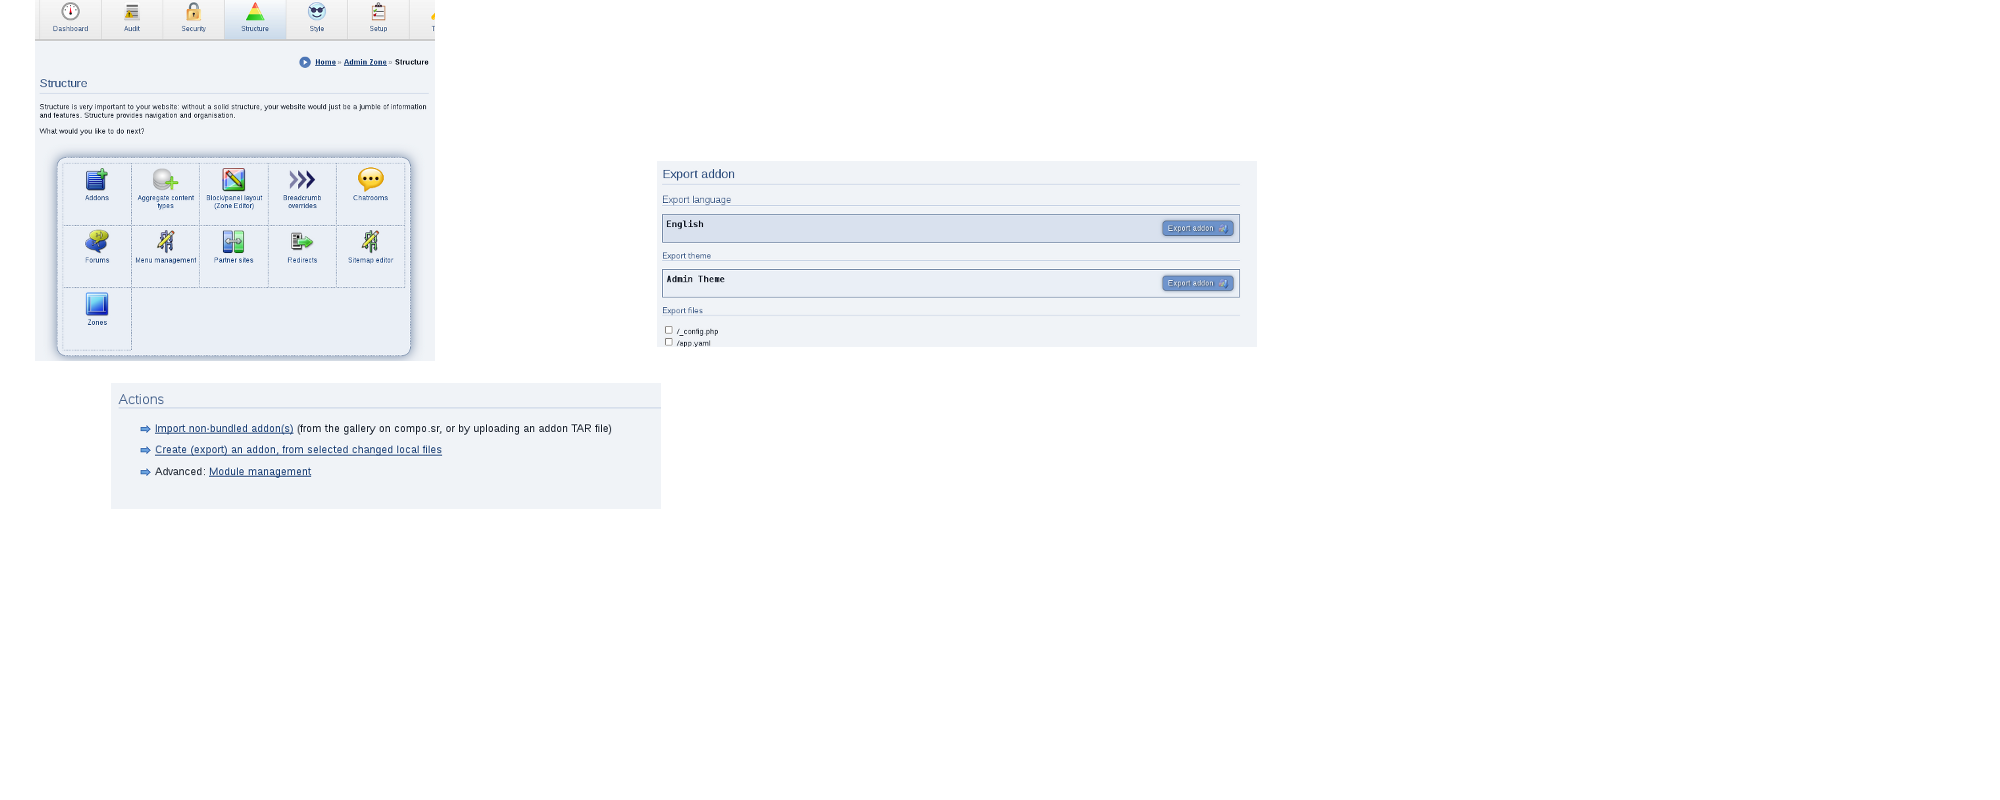 Dashboard Audit Security Structure Style Setup
Home » Admin Zone » Structure
Structure
Structure is very important to your website: without a solid structure, your website would just be a jumble of information
and features. Structure provides navigation and organisation.
What would you like to do next?
Addons
Aggregate content
types
Block/panel layout
(Zone Editor)
Breadcrumb
overrides
Chatrooms
Forums
Menu management
Partner sites
Redirects
Sitemap editor
Zones
Export addon
Export language
English Export addon
Export theme
Admin Theme Export addon
Export files
/_config.php
/app.yaml
Actions
Import non-bundled addon(s) (from the gallery on compo.sr, or by uploading an addon TAR file)
Create (export) an addon, from selected changed local files
Advanced: Module management